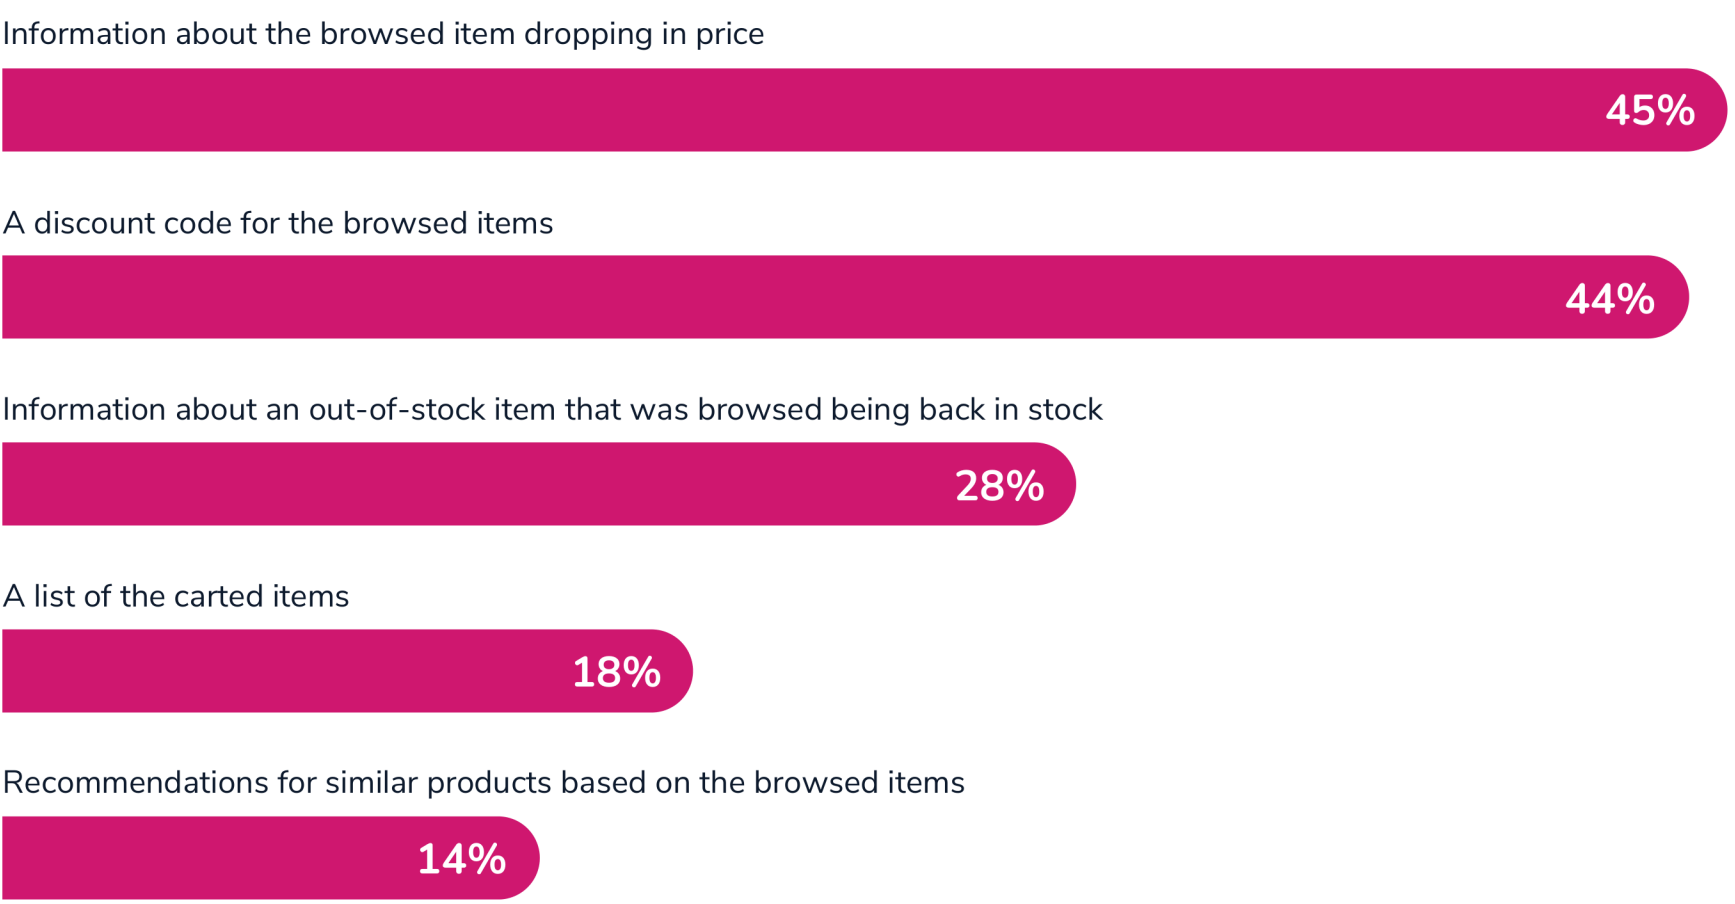 Information about the browsed item dropping in price
45%
A discount code for the browsed items
44%
Information about an out-of-stock item that was browsed being back in stock
28%
A list of the carted items
18%
Recommendations for similar products based on the browsed items
14%